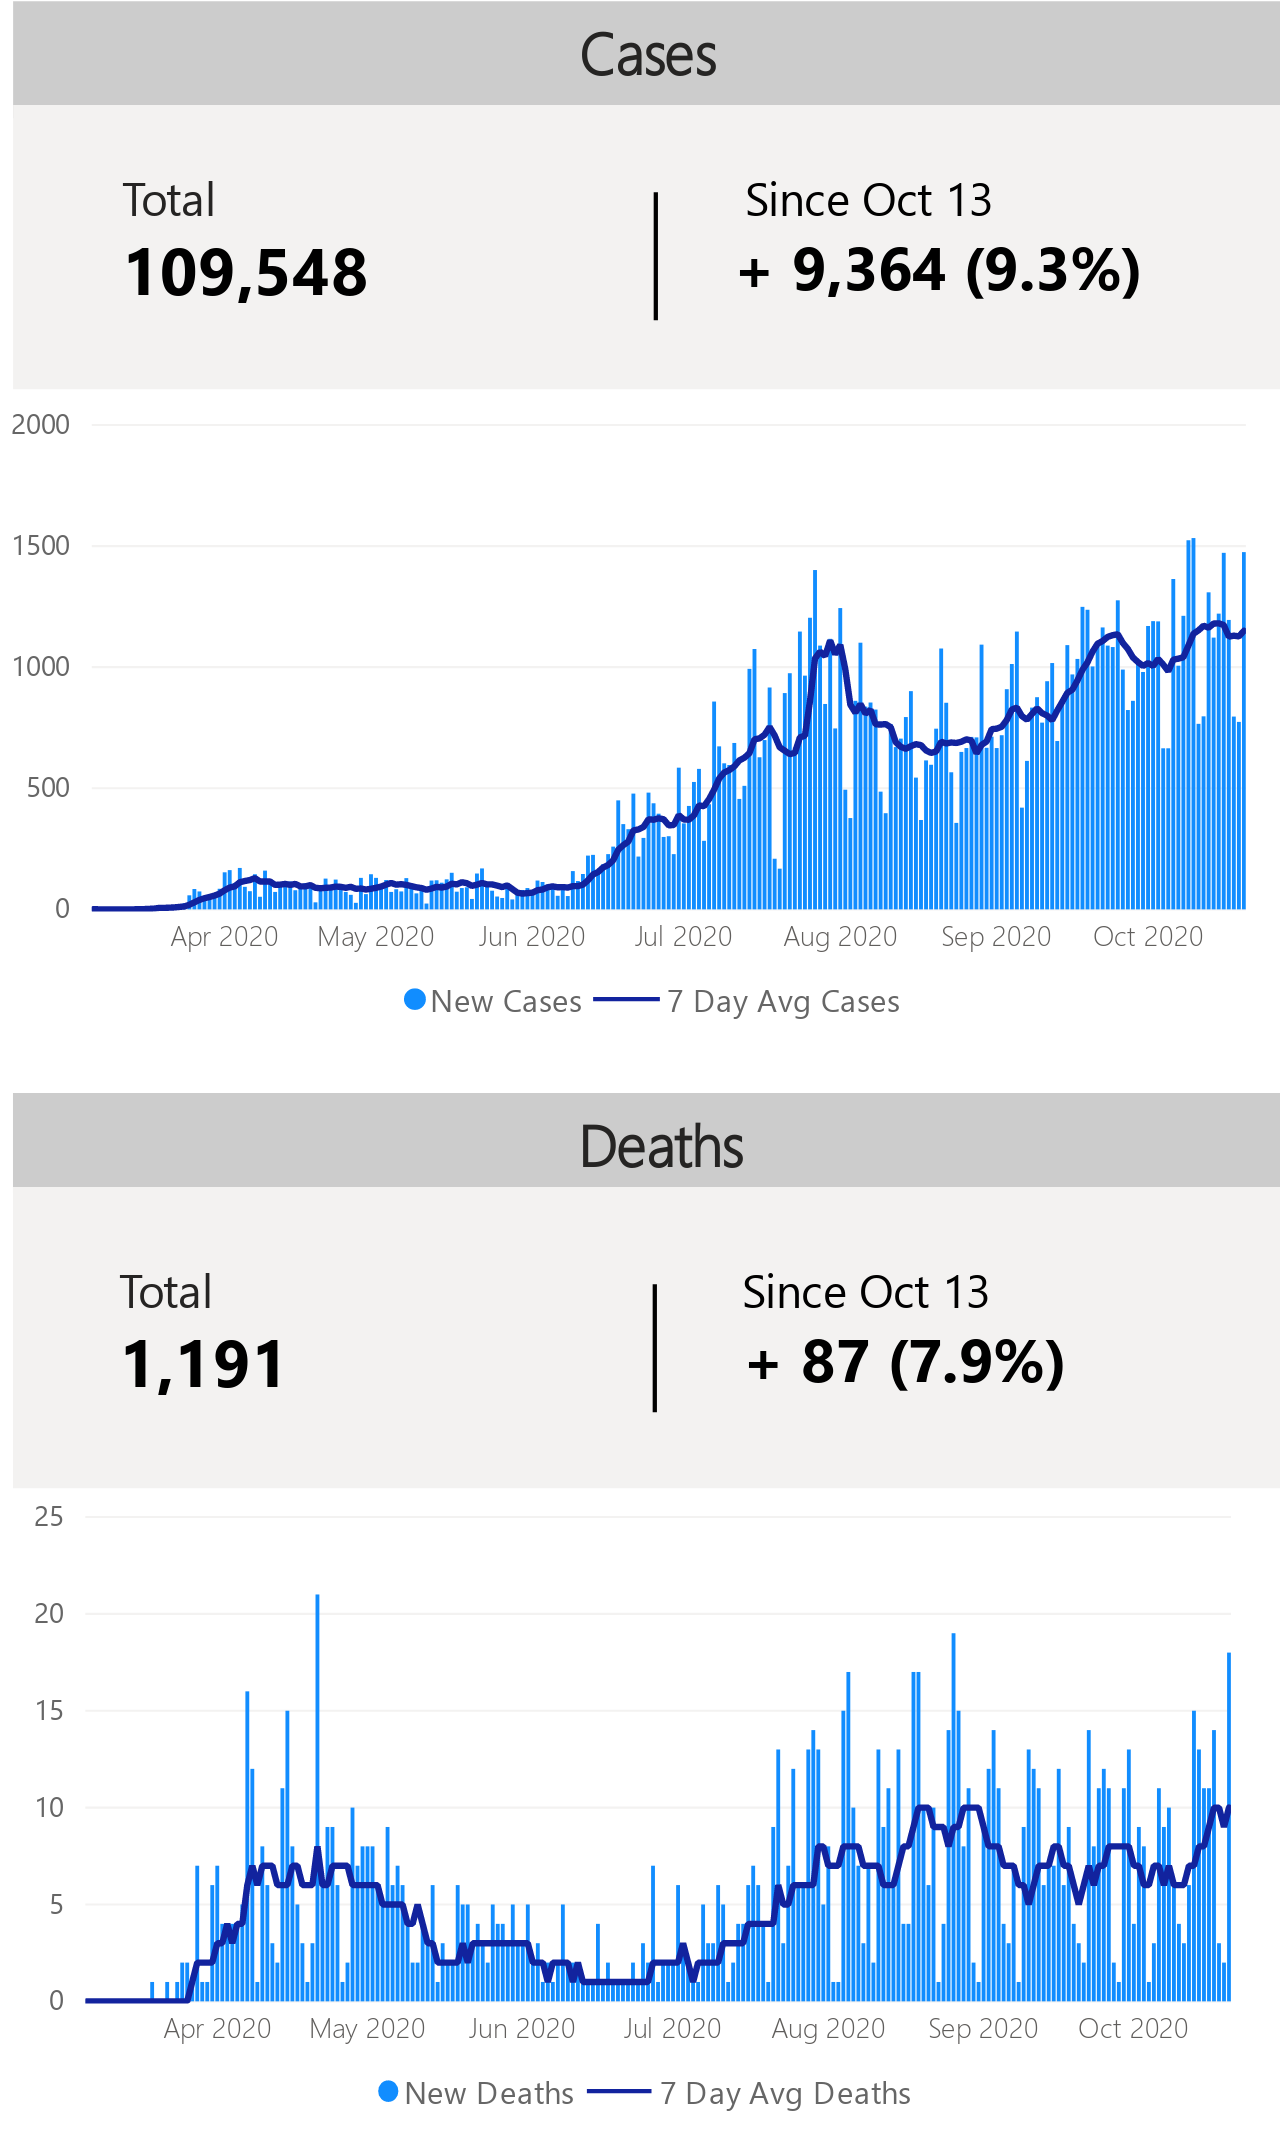 Cases
Total
Since Oct 13
109,548
+ 9,364 (9.3%)
2000
1500
1000
500
0
Apr 2020 May 2020 Jun 2020 Jul 2020 Aug 2020 Sep 2020 Oct 2020
New Cases 7 Day Avg Cases
Deaths
Total
Since Oct 13
1,191
+ 87 (7.9%)
25
20
15
10
5
0
Apr 2020 May 2020 Jun 2020 Jul 2020 Aug 2020 Sep 2020 Oct 2020
New Deaths 7 Day Avg Deaths